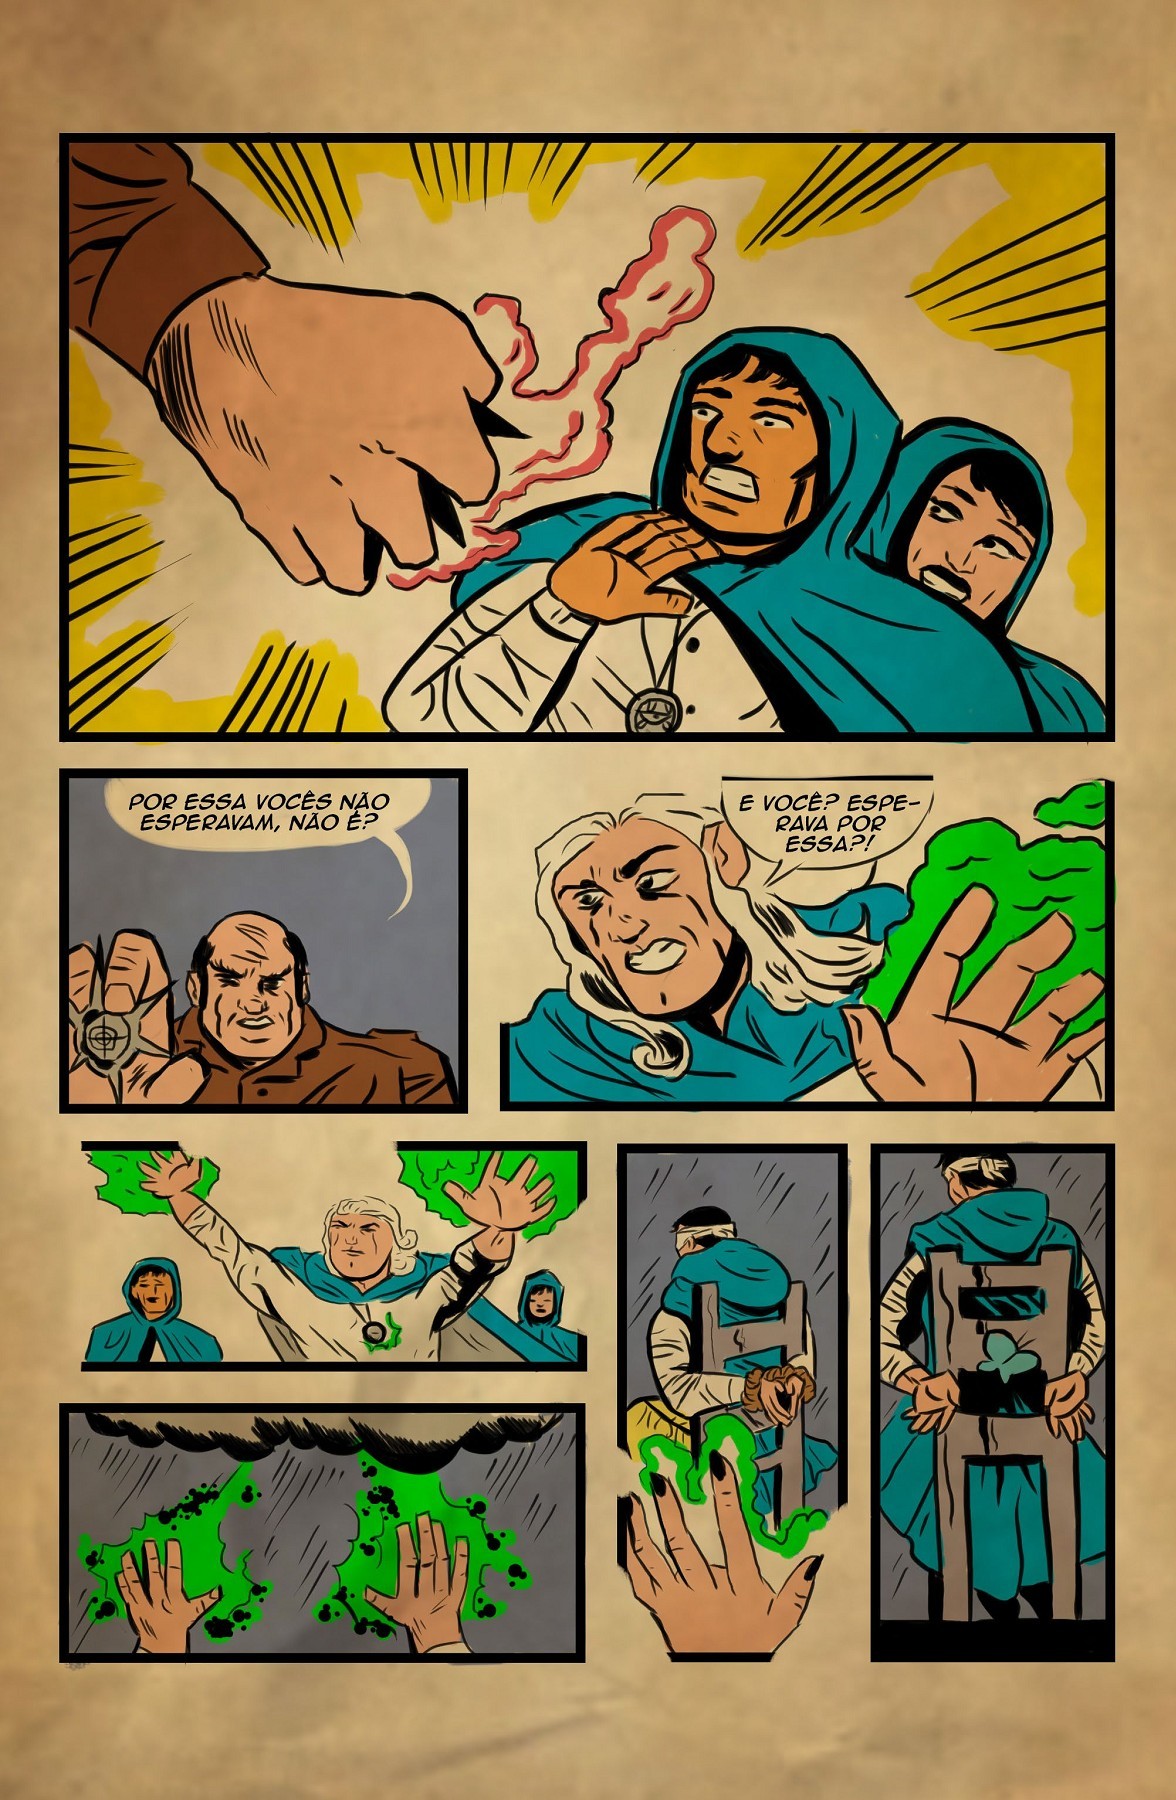 POR ESSA VOCÊS NÃO
ESPERAVAM, NÃO É?
E VOCÊ? ESPE-
RAVA POR
ESSA?!